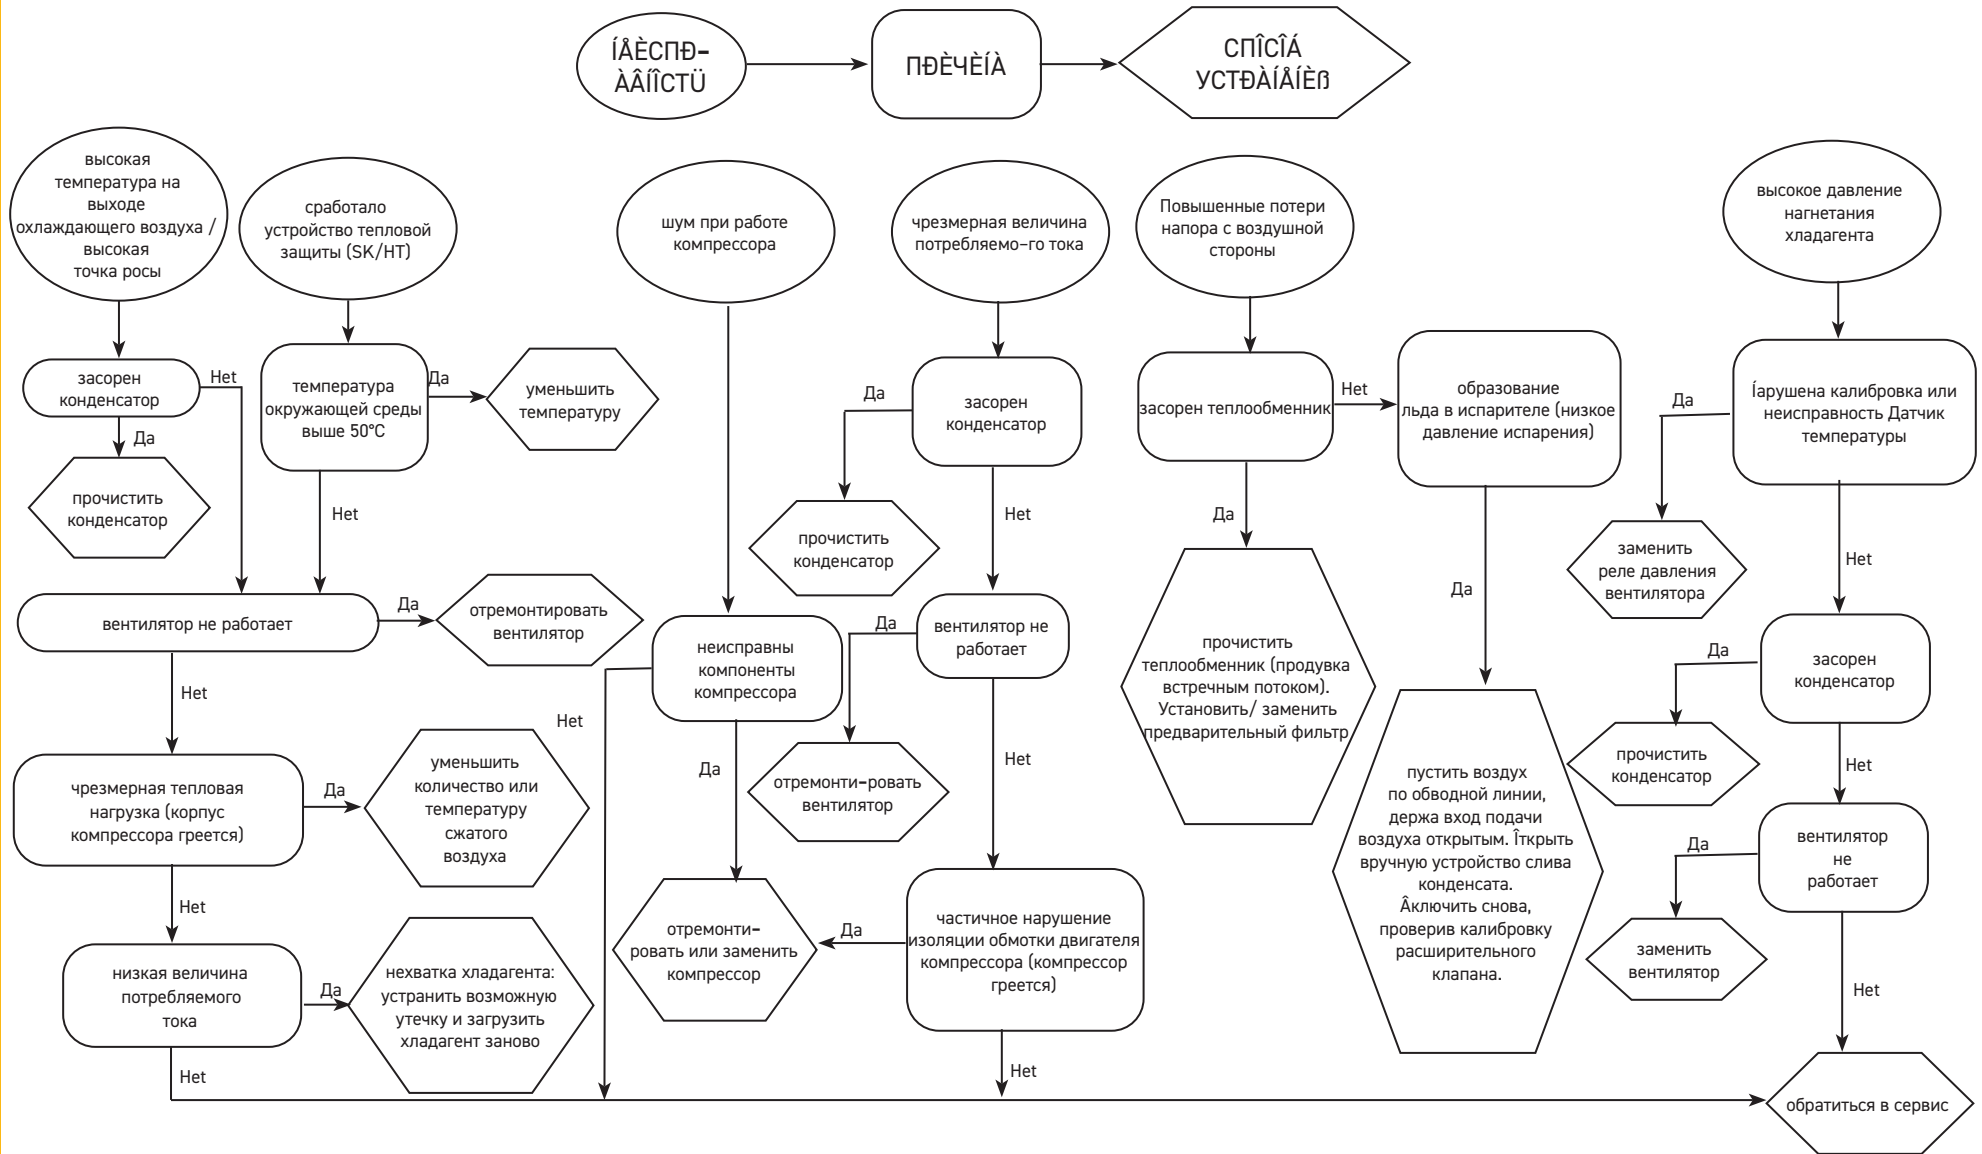 ÍÅÈСПÐ–
ÀÂÍÎСТÜ
ПÐÈЧÈÍÀ
СПÎСÎÁ
УСТÐÀÍÅÍÈß
высокая
температура на
выходе
охлаждающего воздуха /
высокая
точка росы
сработало
устройство тепловой
защиты (SK/HT)
шум при работе
компрессора
чрезмерная величина
потребляемо–го тока
Повышенные потери
напора с воздушной
стороны
высокое давление
нагнетания
хладагента
засорен
конденсатор
Нет
Да
прочистить
конденсатор
температура
окружающей среды
выше 50°C
Да
уменьшить
температуру
Нет
вентилятор не работает
Да
отремонтировать
вентилятор
Нет
чрезмерная тепловая
нагрузка (корпус
компрессора греется)
Да
уменьшить
количество или
температуру
сжатого
воздуха
Нет
низкая величина
потребляемого
тока
Да
нехватка хладагента:
устранить возможную
утечку и загрузить
хладагент заново
Нет
неисправны
компоненты
компрессора
Нет
Да
отремонти–
ровать или заменить
компрессор
засорен
конденсатор
Да
прочистить
конденсатор
Нет
вентилятор не
работает
Да
отремонти–ровать
вентилятор
Нет
частичное нарушение
изоляции обмотки двигателя
компрессора (компрессор
греется)
Да
Нет
засорен теплообменник
Нет
Да
прочистить
теплообменник (продувка
встречным потоком).
Установить/ заменить
предварительный фильтр
образование
льда в испарителе (низкое
давление испарения)
Да
пустить воздух
по обводной линии,
держа вход подачи
воздуха открытым. Îткрыть
вручную устройство слива
конденсата.
Âключить снова,
проверив калибровку
расширительного
клапана.
Íарушена калибровка или
неисправность Датчик
температуры
Да
заменить
реле давления
вентилятора
Нет
засорен
конденсатор
Да
прочистить
конденсатор
Нет
вентилятор
не
работает
Да
заменить
вентилятор
Нет
обратиться в сервис